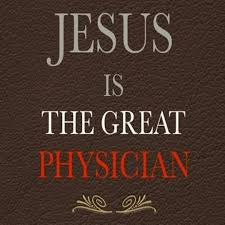 JESUS
IS
THE GREAT
PHYSICIAN